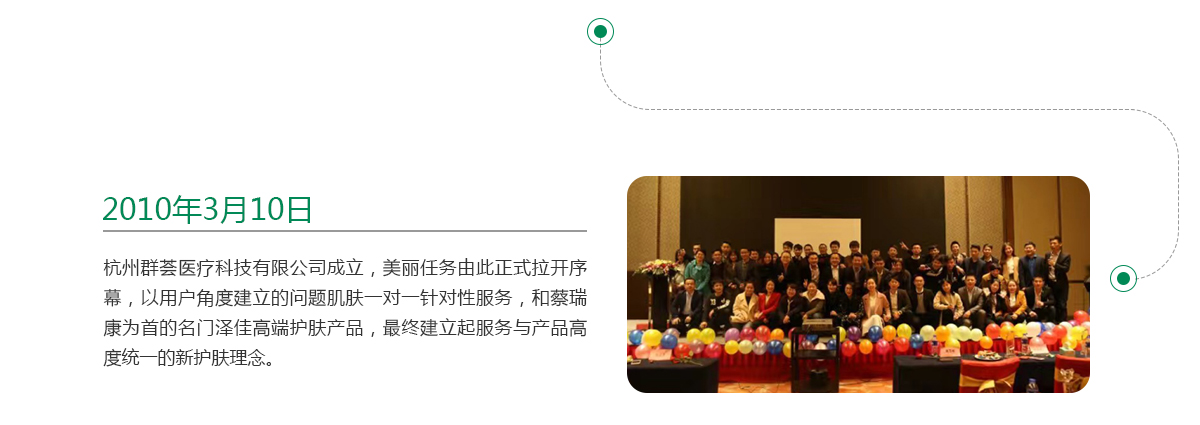 2010年3月10日
杭州群荟医疗科技有限公司成立，美丽任务由此正式拉开序
幕，以用户角度建立的问题肌肤一对一针对性服务，和蔡瑞
康为首的名门泽佳高端护肤产品，最终建立起服务与产品高
度统一的新护肤理念。